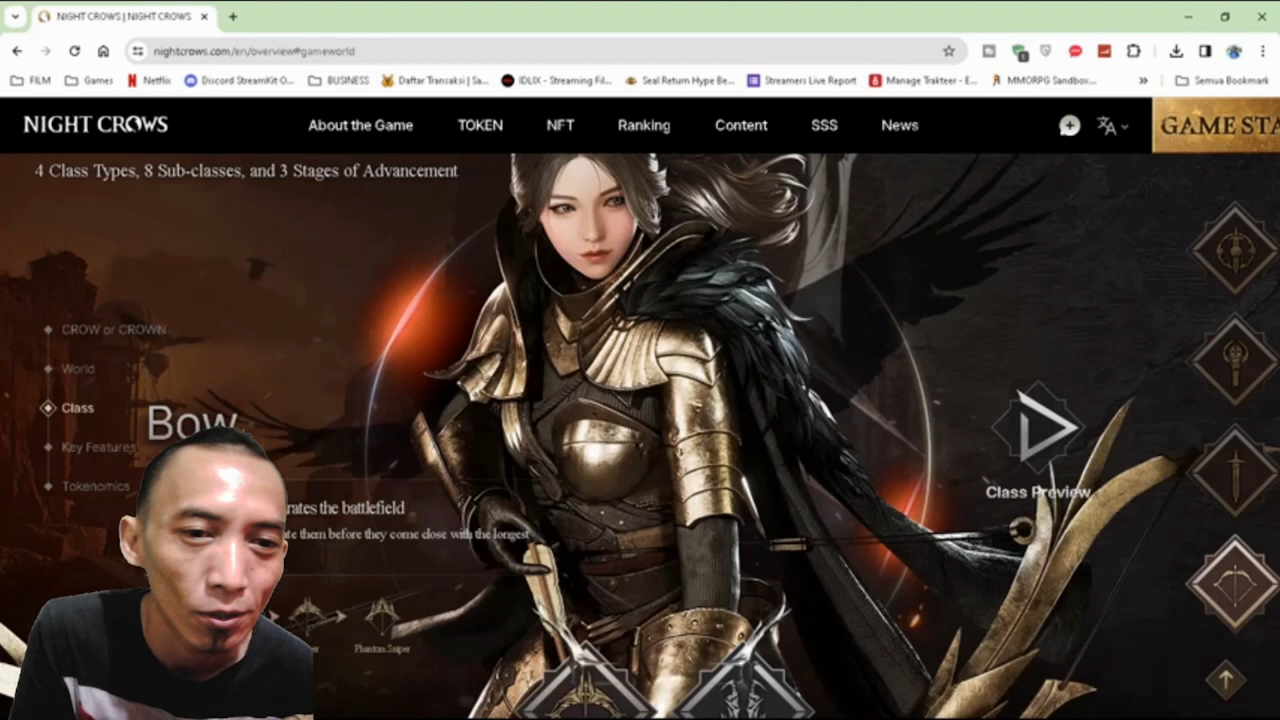 NIGHT CROWS | NIGHT CROWS
nightcrows.com/en/overview#gameworld
FILM Games Netflix Discord StreamKit O... BUSINESS Daftar Transaksi | Sa... IDLIX - Streaming Fil... Seal Return Hype Be... Streamers Live Report Manage Trakteer - E... MMORPG Sandbox... » Semua Bookmark
NIGHT CROWS About the Game TOKEN NFT Ranking Content SSS News GAME STA
4 Class Types, 8 Sub-classes, and 3 Stages of Advancement
CROW or CROWN
World
Class
Bow
Key Features
Tokenomics
Class Preview
rates the battlefield
te them before they come close with the longest
Phantom Sniper